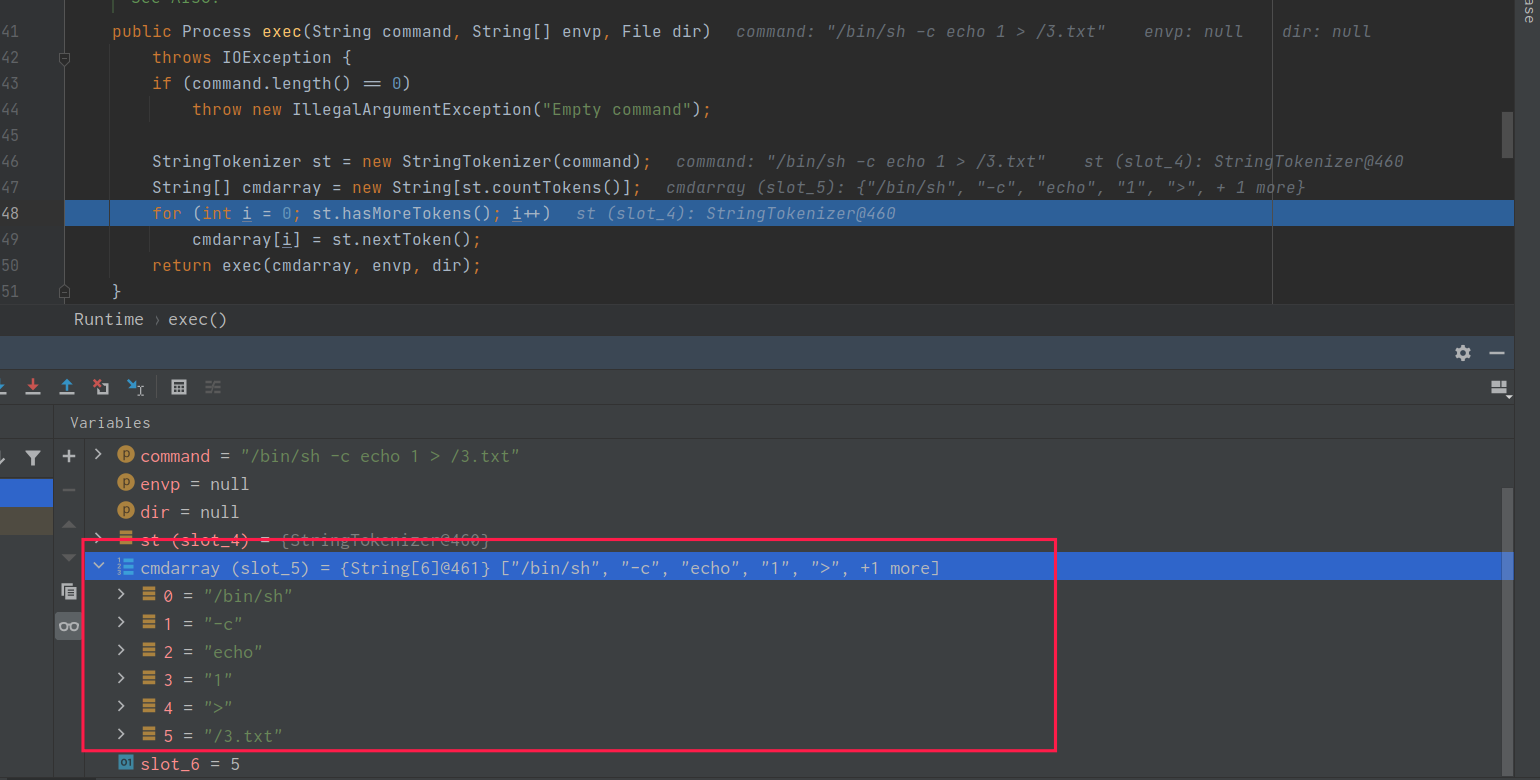 See Also:
41 public Process exec(String command, String[] envp, File dir) command: "/bin/sh -c echo 1 > /3.txt" envp: null dir: null
42 throws IOException {
43 if (command.length() == 0)
44 throw new IllegalArgumentException("Empty command");
45
46 StringTokenizer st = new StringTokenizer(command); command: "/bin/sh -c echo 1 > /3.txt" st (slot_4): StringTokenizer@460
47 String[] cmdarray = new String[st.countTokens()]; cmdarray (slot_5): {"/bin/sh", "-c", "echo", "1", ">", + 1 more}
48 for (int i = 0; st.hasMoreTokens(); i++) st (slot_4): StringTokenizer@460
49 cmdarray[i] = st.nextToken();
50 return exec(cmdarray, envp, dir);
51 }
Runtime › exec()
Variables
command = "/bin/sh -c echo 1 > /3.txt"
envp = null
dir = null
st (slot_4) = {StringTokenizer@460}
cmdarray (slot_5) = {String[6]@461} ["/bin/sh", "-c", "echo", "1", ">", +1 more]
0 = "/bin/sh"
1 = "-c"
2 = "echo"
3 = "1"
4 = ">"
5 = "/3.txt"
slot_6 = 5